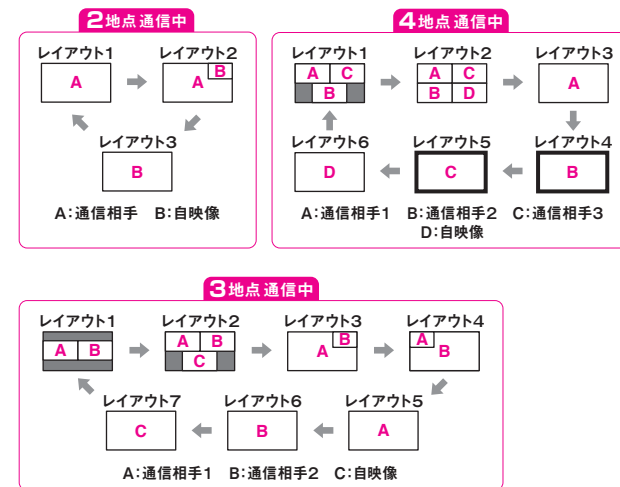 2地点通信中
レイアウト1 レイアウト2
A A B
レイアウト3
B
A：通信相手 B：自映像
4地点通信中
レイアウト1 レイアウト2 レイアウト3
A C A C A
B B D
レイアウト6 レイアウト5 レイアウト4
D C B
A：通信相手1 B：通信相手2 C：通信相手3
D：自映像
3地点通信中
レイアウト1 レイアウト2 レイアウト3 レイアウト4
A B A B A B A B
C
レイアウト7 レイアウト6 レイアウト5
C B A
A：通信相手1 B：通信相手2 C：自映像